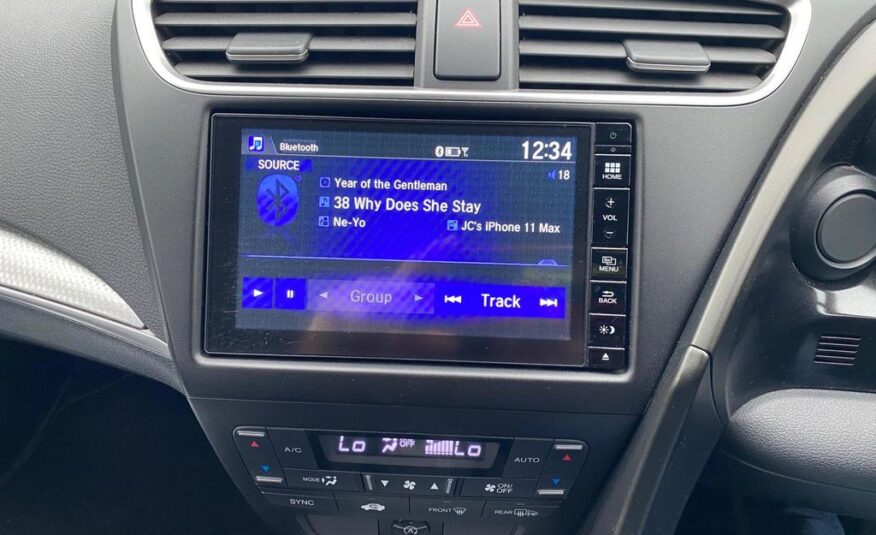 Bluetooth
12:34
SOURCE
18
Year of the Gentleman
38 Why Does She Stay
Ne-Yo
JC's iPhone 11 Max
Group
Track
HOME
+
VOL
−
MENU
BACK
A/C
Lo
OFF
Lo
AUTO
MODE
ON/
OFF
SYNC
FRONT
REAR